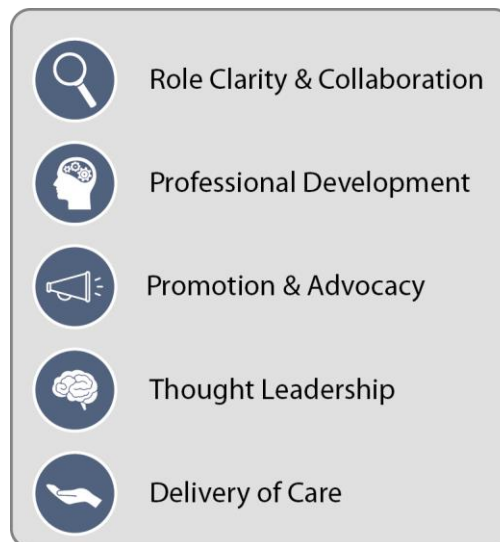 Role Clarity & Collaboration
Professional Development
Promotion & Advocacy
Thought Leadership
Delivery of Care